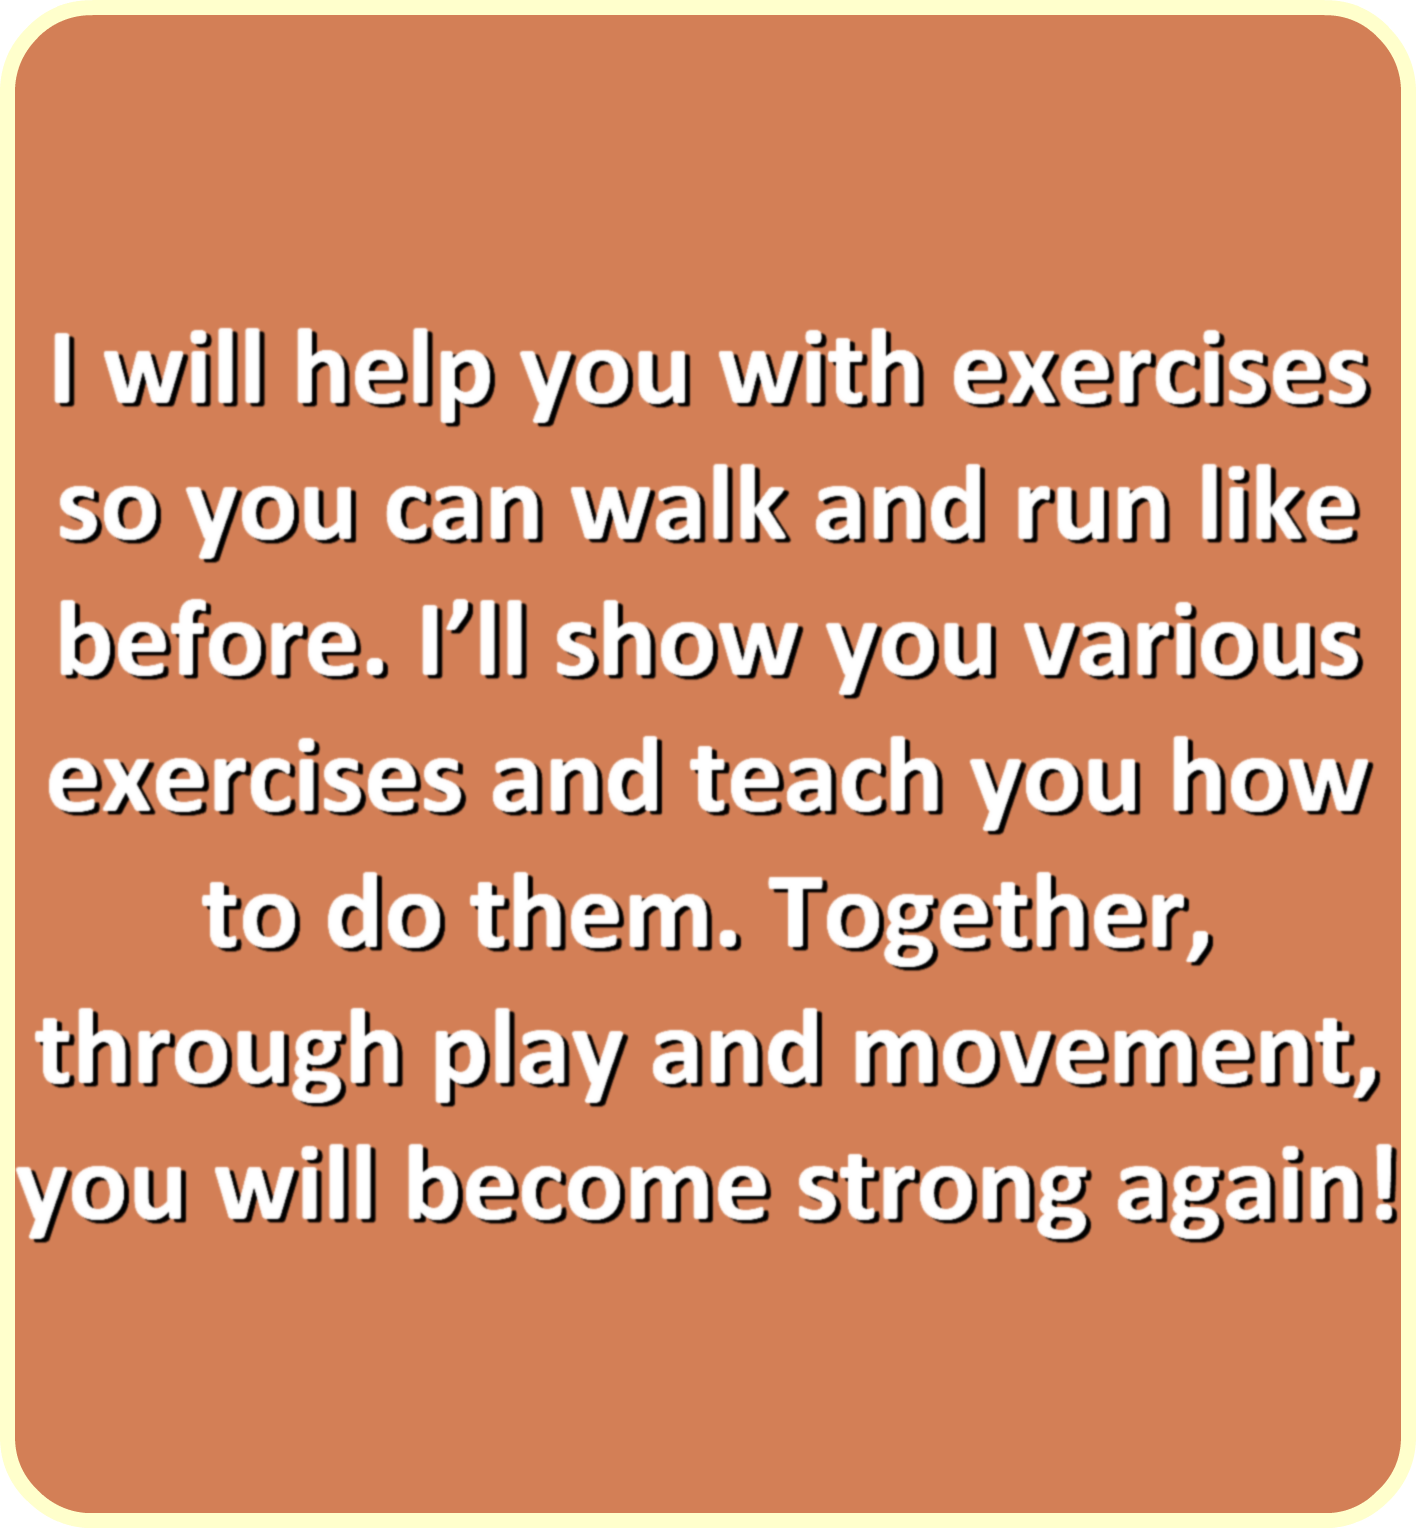 I will help you with exercises
so you can walk and run like
before. I’ll show you various
exercises and teach you how
to do them. Together,
through play and movement,
you will become strong again!